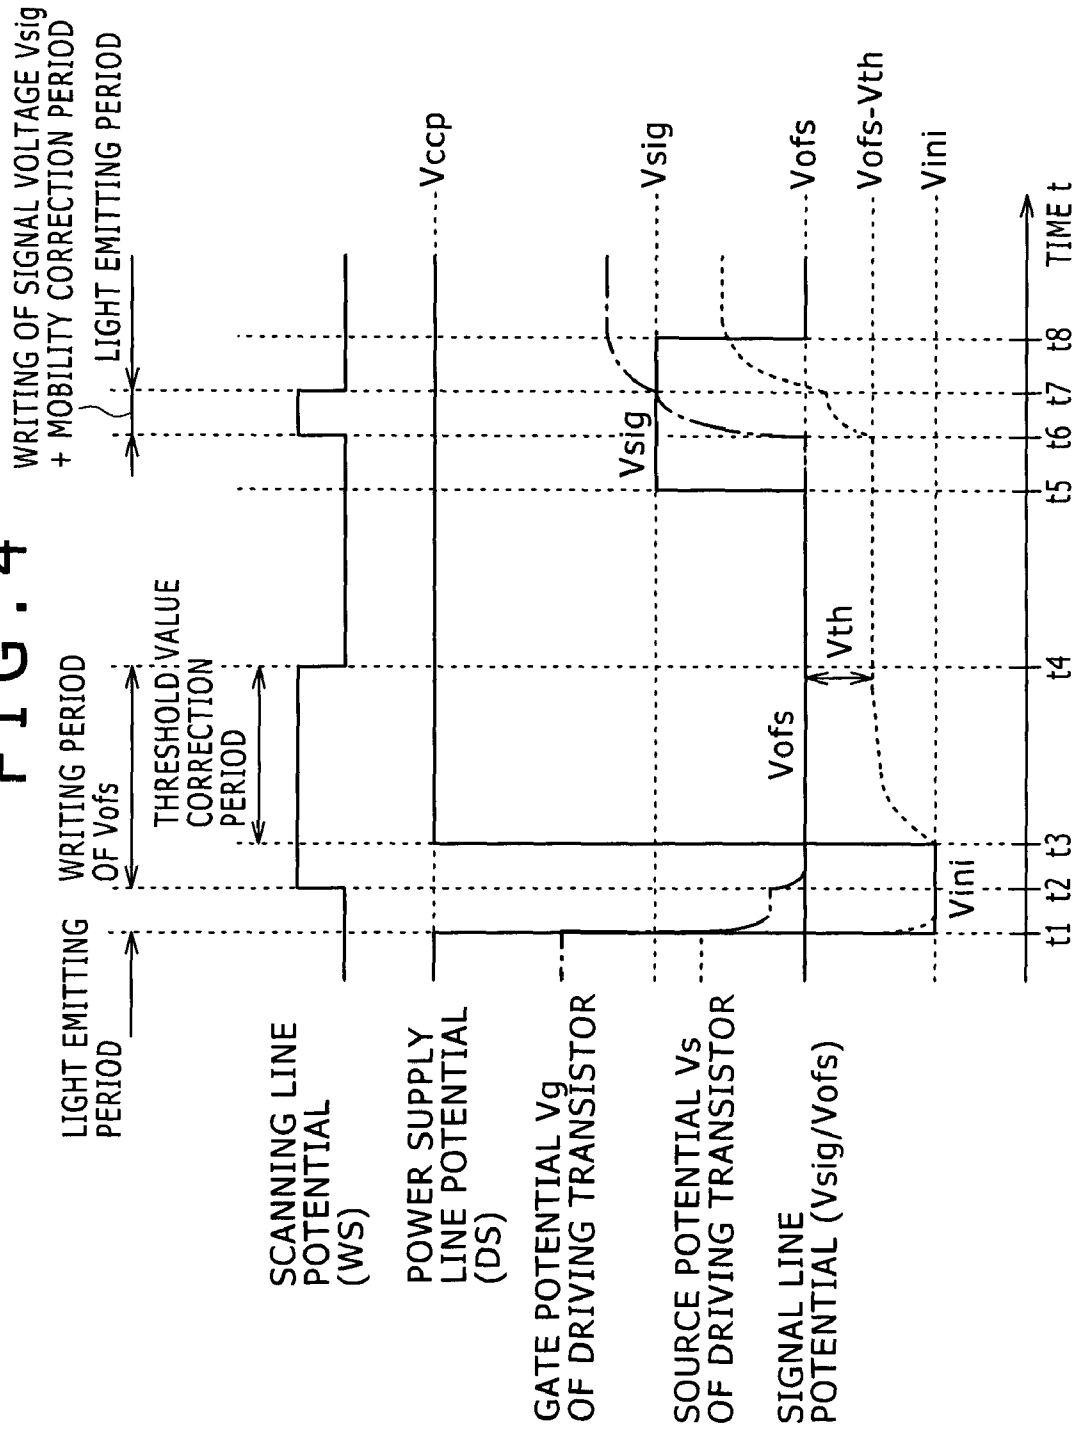 FIG. 4
LIGHT EMITTING
PERIOD
WRITING PERIOD
OF Vofs
THRESHOLD VALUE
CORRECTION
PERIOD
WRITING OF SIGNAL VOLTAGE Vsig
+ MOBILITY CORRECTION PERIOD
LIGHT EMITTING PERIOD
SCANNING LINE
POTENTIAL
(WS)
POWER SUPPLY
LINE POTENTIAL
(DS)
Vccp
GATE POTENTIAL Vg
OF DRIVING TRANSISTOR
Vsig
Vsig
SOURCE POTENTIAL Vs
OF DRIVING TRANSISTOR
SIGNAL LINE
POTENTIAL (Vsig/Vofs)
Vofs
Vofs
Vth
Vofs-Vth
Vini
Vini
t1 t2 t3 t4 t5 t6 t7 t8 TIME t